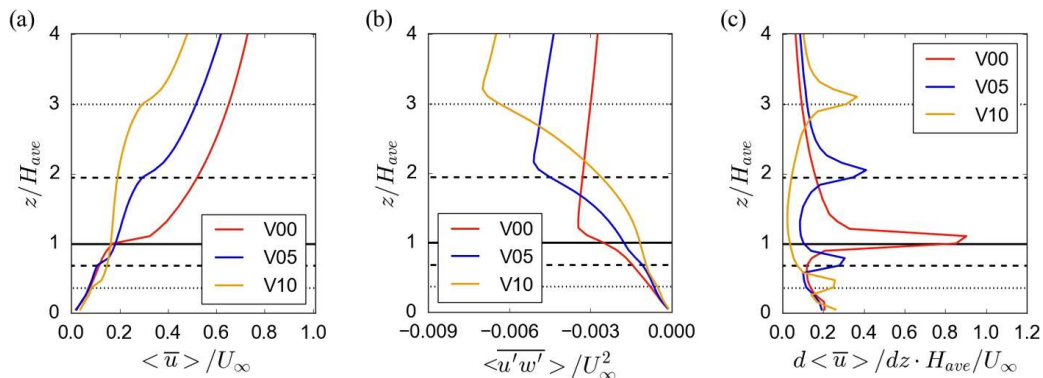 (a)
4
3
2
1
0
z/H_ave
V00
V05
V10
0.0 0.2 0.4 0.6 0.8 1.0
< u̅ > /U_∞
(b)
4
3
2
1
0
z/H_ave
V00
V05
V10
−0.009 −0.006 −0.003 0.000
< \overline{u'w'} > /U_∞^2
(c)
4
3
2
1
0
z/H_ave
V00
V05
V10
0.0 0.2 0.4 0.6 0.8 1.0 1.2
d < u̅ > /dz · H_ave/U_∞